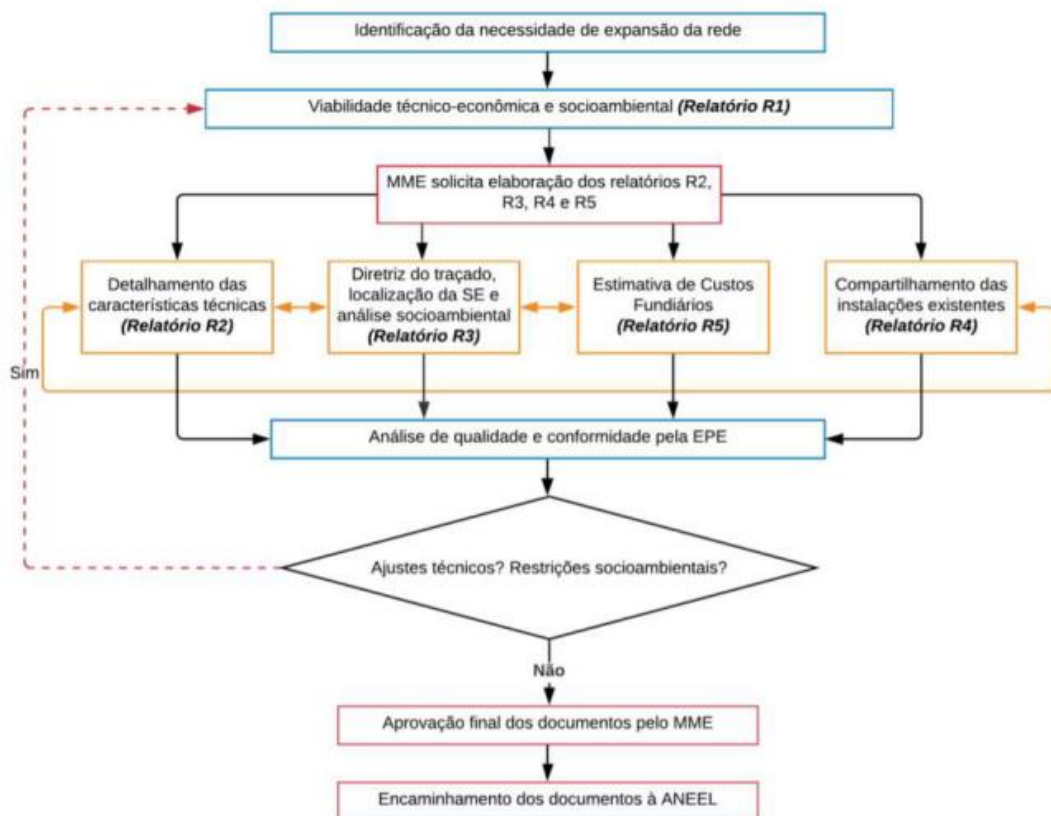 Identificação da necessidade de expansão da rede
Viabilidade técnico-econômica e socioambiental (Relatório R1)
MME solicita elaboração dos relatórios R2,
R3, R4 e R5
Detalhamento das
características técnicas
(Relatório R2)
Diretriz do traçado,
localização da SE e
análise socioambiental
(Relatório R3)
Estimativa de Custos
Fundiários
(Relatório R5)
Compartilhamento das
instalações existentes
(Relatório R4)
Sim
Análise de qualidade e conformidade pela EPE
Ajustes técnicos? Restrições socioambientais?
Não
Aprovação final dos documentos pelo MME
Encaminhamento dos documentos à ANEEL